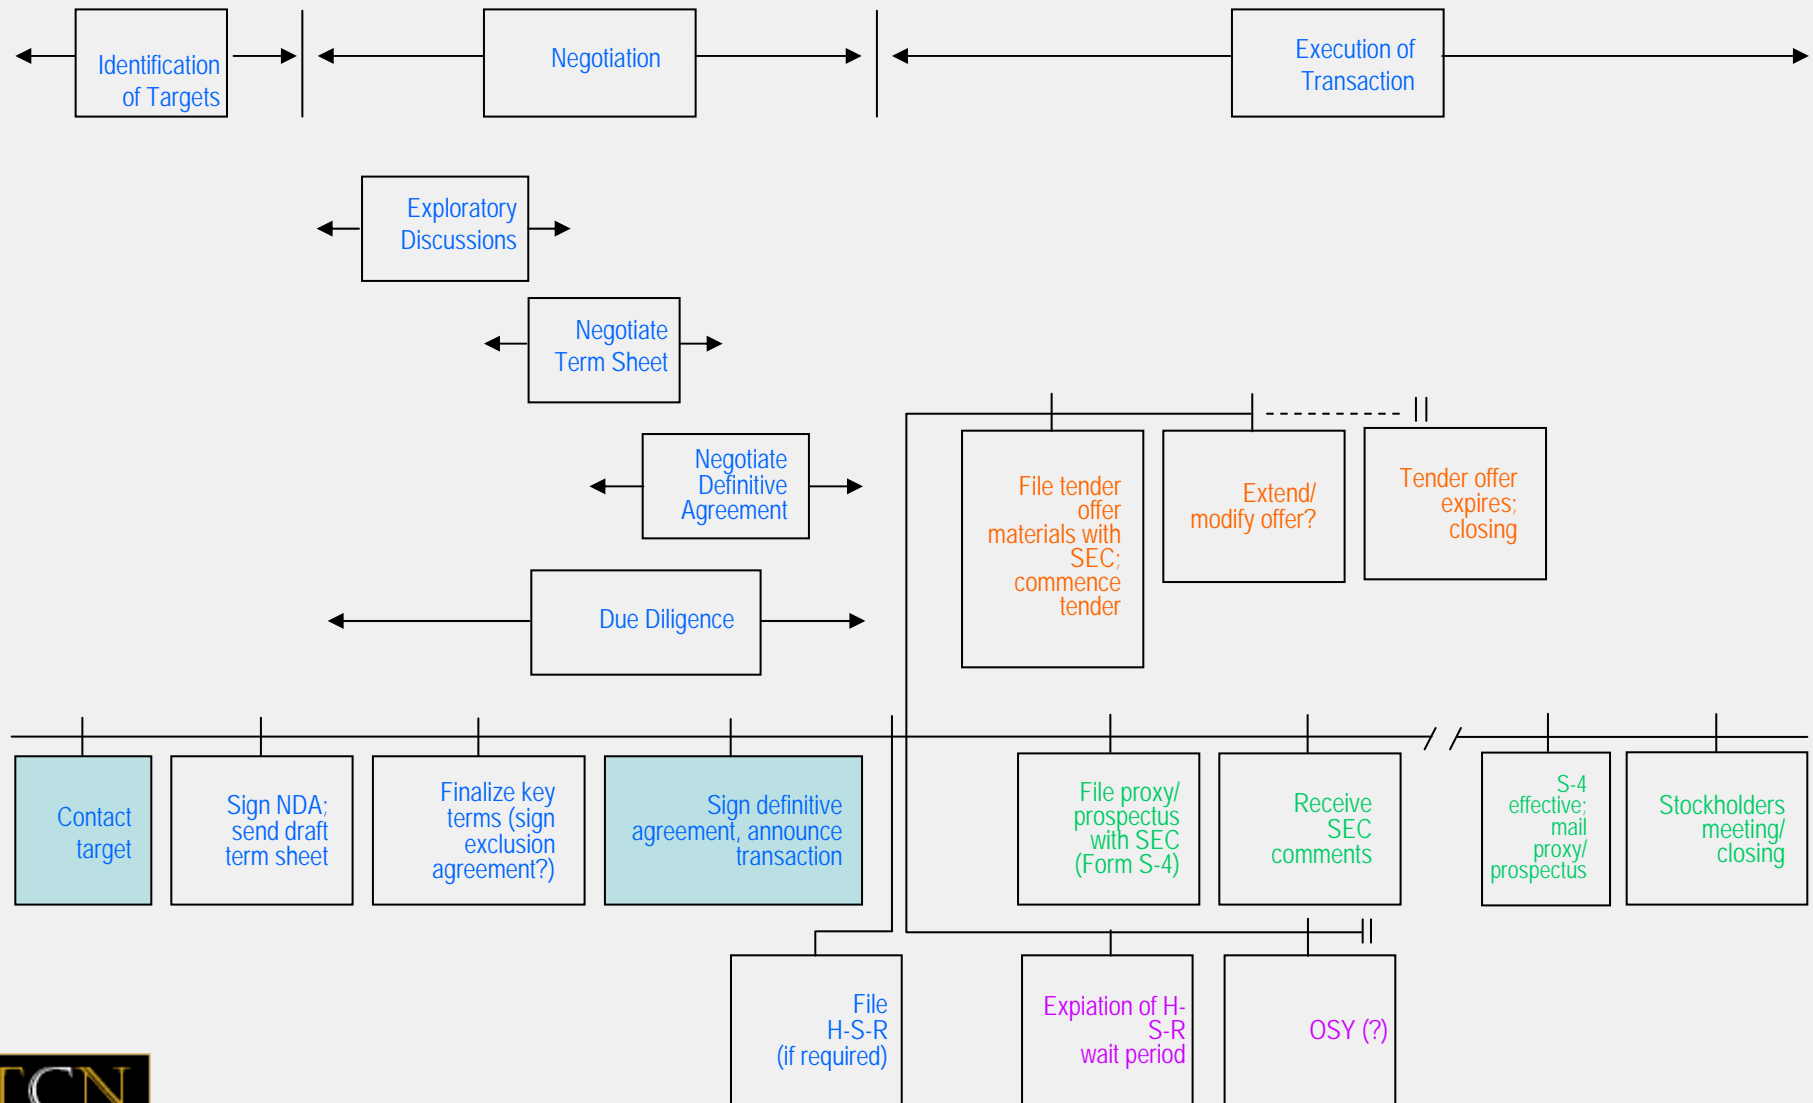 Identification
of Targets
Negotiation
Execution of
Transaction
Exploratory
Discussions
Negotiate
Term Sheet
Negotiate
Definitive
Agreement
File tender
offer
materials with
SEC;
commence
tender
Extend/
modify offer?
Tender offer
expires;
closing
Due Diligence
Contact
target
Sign NDA;
send draft
term sheet
Finalize key
terms (sign
exclusion
agreement?)
Sign definitive
agreement, announce
transaction
File proxy/
prospectus
with SEC
(Form S-4)
Receive
SEC
comments
S-4
effective;
mail
proxy/
prospectus
Stockholders
meeting/
closing
File
H-S-R
(if required)
Expiation of H-
S-R
wait period
OSY (?)
TCN